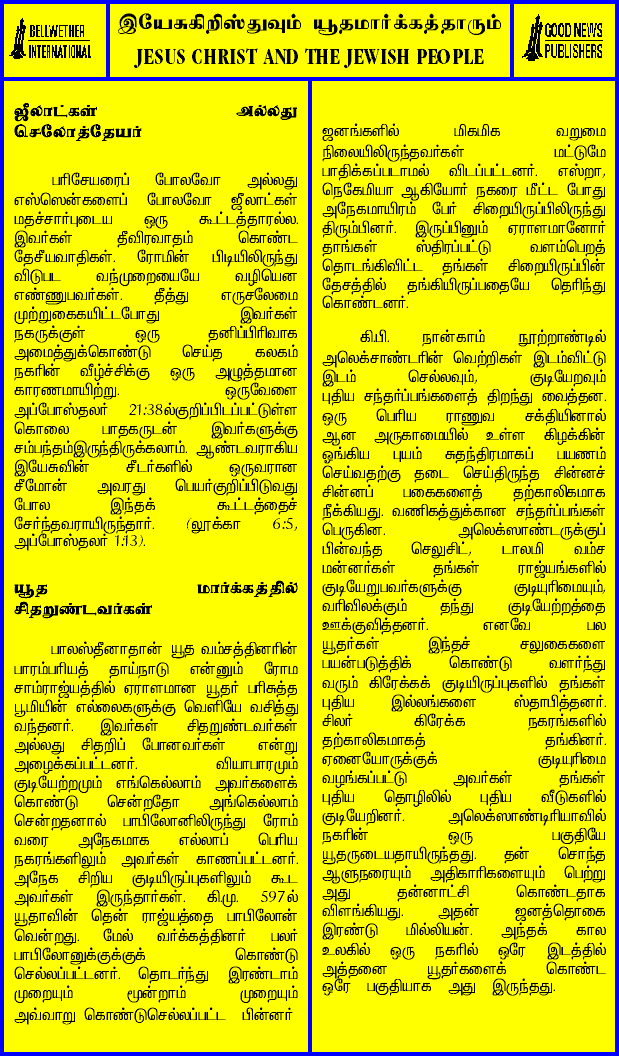 BELLWETHER
INTERNATIONAL
இயேசுகிறிஸ்துவும் யூதமார்க்கத்தாரும்
JESUS CHRIST AND THE JEWISH PEOPLE
GOOD NEWS
PUBLISHERS
ஜீலாட்கள் அல்லது
செலோத்தேயர்
பரிசேயரைப் போலவோ அல்லது
எஸ்ஸென்களைப் போலவோ ஜீலாட்கள்
மதச்சார்புடைய ஒரு கூட்டத்தாரல்ல.
இவர்கள் தீவிரவாதம் கொண்ட
தேசீயவாதிகள். ரோமின் பிடியிலிருந்து
விடுபட வந்முறையையே வழியென
எண்ணுபவர்கள். தீத்து எருசலேமை
முற்றுகையிட்டபோது இவர்கள்
நகருக்குள் ஒரு தனிப்பிரிவாக
அமைத்துக்கொண்டு செய்த கலகம்
நகரின் வீழ்ச்சிக்கு ஒரு அழுத்தமான
காரணமாயிற்று. ஒருவேளை
அப்போஸ்தலர் 21:38ல்குறிப்பிடப்பட்டுள்ள
கொலை பாதகருடன் இவர்களுக்கு
சம்பந்தம்இருந்திருக்கலாம். ஆண்டவராகிய
இயேசுவின் சீடர்களில் ஒருவரான
சீமோன் அவரது பெயர்குறிப்பிடுவது
போல இந்தக் கூட்டத்தைச்
சேர்ந்தவராயிருந்தார். (லூக்கா 6:5,
அப்போஸ்தலர் 1:13).
யூத மார்க்கத்தில்
சிதறுண்டவர்கள்
பாலஸ்தீனாதான் யூத வம்சத்தினரின்
பாரம்பரியத் தாய்நாடு என்னும் ரோம
சாம்ராஜ்யத்தில் ஏராளமான யூதர் பரிசுத்த
பூமியின் எல்லைகளுக்கு வெளியே வசித்து
வந்தனர். இவர்கள் சிதறுண்டவர்கள்
அல்லது சிதறிப் போனவர்கள் என்று
அழைக்கப்பட்டனர். வியாபாரமும்
குடியேற்றமும் எங்கெல்லாம் அவர்களைக்
கொண்டு சென்றதோ அங்கெல்லாம்
சென்றதனால் பாபிலோனிலிருந்து ரோம்
வரை அநேகமாக எல்லாப் பெரிய
நகரங்களிலும் அவர்கள் காணப்பட்டனர்.
அநேக சிறிய குடியிருப்புகளிலும் கூட
அவர்கள் இருந்தார்கள். கி.மு. 597ல்
யூதாவின் தென் ராஜ்யத்தை பாபிலோன்
வென்றது. மேல் வர்க்கத்தினர் பலர்
பாபிலோனுக்குக்குக் கொண்டு
செல்லப்பட்டனர். தொடர்ந்து இரண்டாம்
முறையும் மூன்றாம் முறையும்
அவ்வாறு கொண்டுசெல்லப்பட்ட பின்னர்
ஜனங்களில் மிகமிக வறுமை
நிலையிலிருந்தவர்கள் மட்டுமே
பாதிக்கப்படாமல் விடப்பட்டனர். எஸ்றா,
நெகேமியா ஆகியோர் நகரை மீட்ட போது
அநேகமாயிரம் பேர் சிறையிருப்பிலிருந்து
திரும்பினர். இருப்பினும் ஏராளமானோர்
தாங்கள் ஸ்திரப்பட்டு வளம்பெறத்
தொடங்கிவிட்ட தங்கள் சிறையிருப்பின்
தேசத்தில் தங்கியிருப்பதையே தெரிந்து
கொண்டனர்.
கி.பி. நான்காம் நூற்றாண்டில்
அலெக்சாண்டரின் வெற்றிகள் இடம்விட்டு
இடம் செல்லவும், குடியேறவும்
புதிய சந்தர்ப்பங்களைத் திறந்து வைத்தன.
ஒரு பெரிய ராணுவ சக்தியினால்
ஆன அருகாமையில் உள்ள கிழக்கின்
ஓங்கிய புயம் சுதந்திரமாகப் பயணம்
செய்வதற்கு தடை செய்திருந்த சின்னச்
சின்னப் பகைகளைத் தற்காலிகமாக
நீக்கியது. வணிகத்துக்கான சந்தர்ப்பங்கள்
பெருகின. அலெக்ஸாண்டருக்குப்
பின்வந்த செலுசிட், டாலமி வம்ச
மன்னர்கள் தங்கள் ராஜ்யங்களில்
குடியேறுபவர்களுக்கு குடியுரிமையும்,
வரிவிலக்கும் தந்து குடியேற்றத்தை
ஊக்குவித்தனர். எனவே பல
யூதர்கள் இந்தச் சலுகைகளை
பயன்படுத்திக் கொண்டு வளர்ந்து
வரும் கிரேக்கக் குடியிருப்புகளில் தங்கள்
புதிய இல்லங்களை ஸ்தாபித்தனர்.
சிலர் கிரேக்க நகரங்களில்
தற்காலிகமாகத் தங்கினர்.
ஏனையோருக்குக் குடியுரிமை
வழங்கப்பட்டு அவர்கள் தங்கள்
புதிய தொழிலில் புதிய வீடுகளில்
குடியேறினர். அலெக்ஸாண்டிரியாவில்
நகரின் ஒரு பகுதியே
யூதருடையதாயிருந்தது. தன் சொந்த
ஆளுநரையும் அதிகாரிகளையும் பெற்று
அது தன்னாட்சி கொண்டதாக
விளங்கியது. அதன் ஜனத்தொகை
இரண்டு மில்லியன். அந்தக் கால
உலகில் ஒரு நகரில் ஒரே இடத்தில்
அத்தனை யூதர்களைக் கொண்ட
ஒரே பகுதியாக அது இருந்தது.